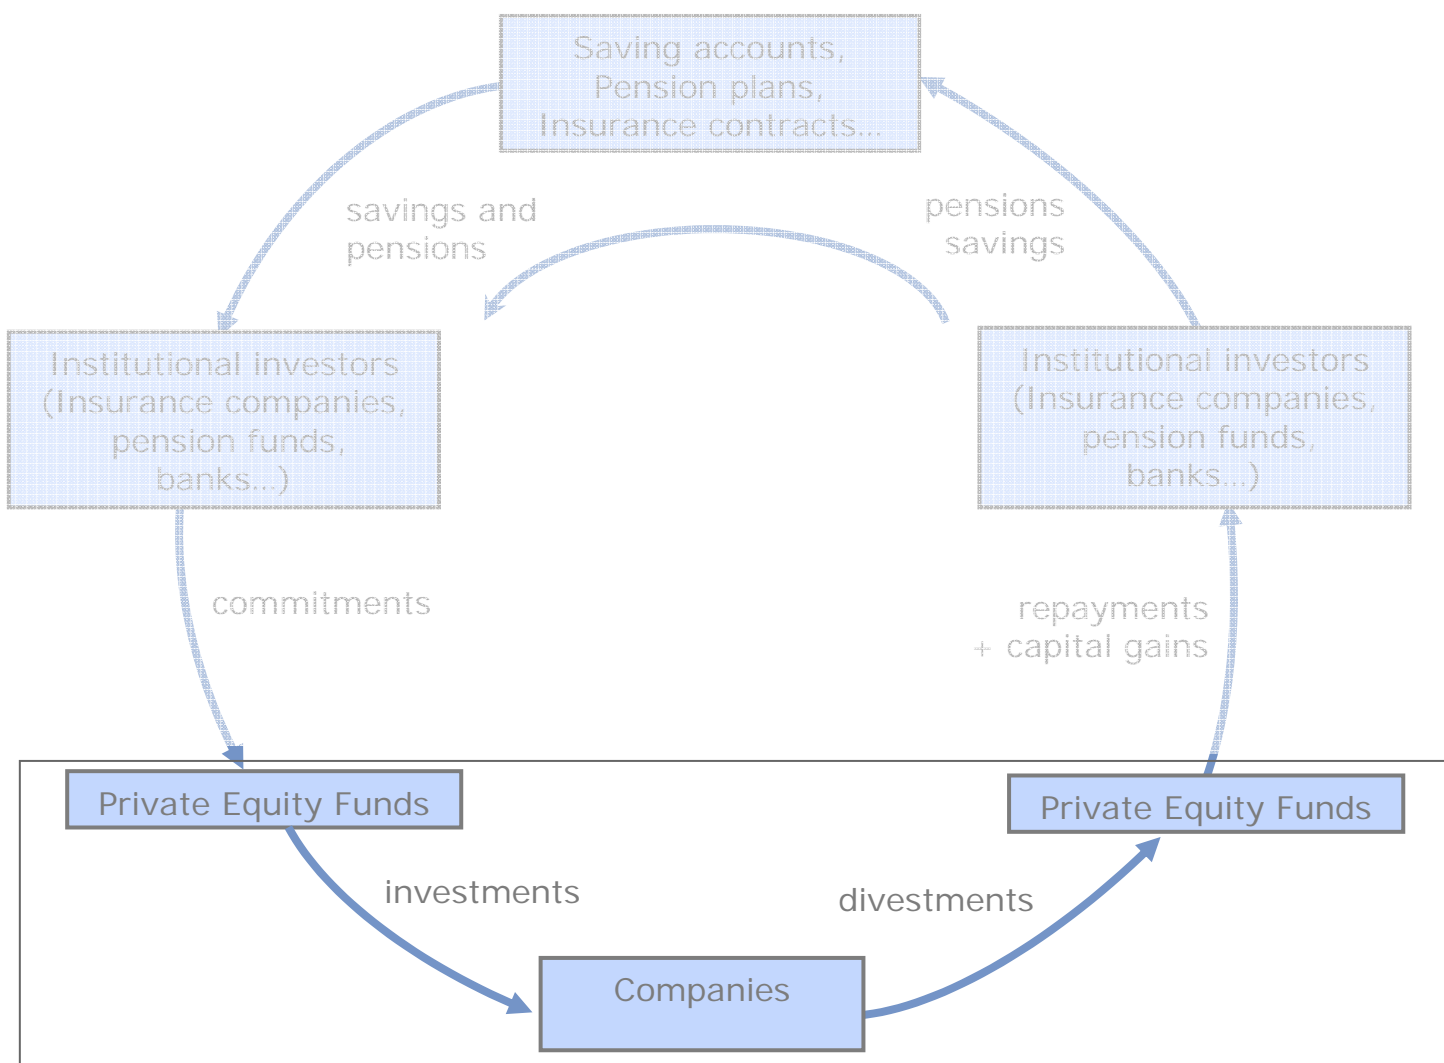 Saving accounts,
Pension plans,
Insurance contracts...
savings and
pensions
pensions
savings
Institutional investors
(Insurance companies,
pension funds,
banks...)
Institutional investors
(Insurance companies,
pension funds,
banks...)
commitments
repayments
+ capital gains
Private Equity Funds
Private Equity Funds
investments
divestments
Companies